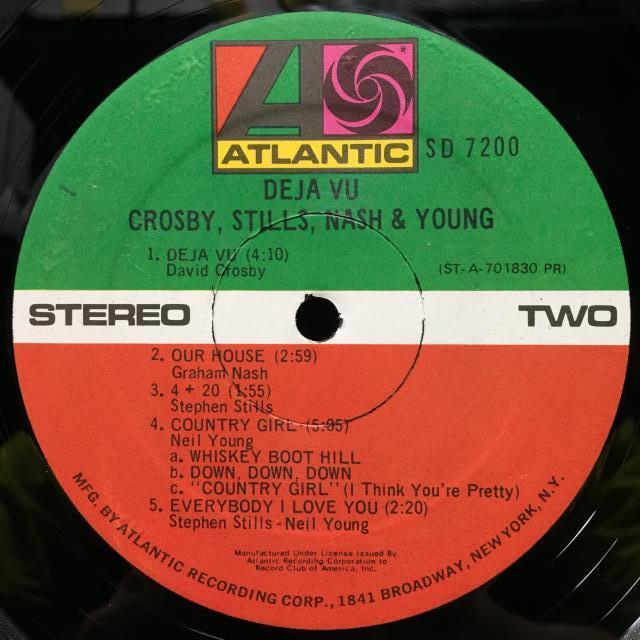 ATLANTIC
SD 7200
DEJA VU
CROSBY, STILLS, NASH & YOUNG
1. DEJA VU (4:10)
David Crosby
(ST-A-701830 PR)
STEREO
TWO
2. OUR HOUSE (2:59)
Graham Nash
3. 4 + 20 (1:55)
Stephen Stills
4. COUNTRY GIRL (5:05)
Neil Young
a. WHISKEY BOOT HILL
b. DOWN, DOWN, DOWN
c. "COUNTRY GIRL" (I Think You're Pretty)
5. EVERYBODY I LOVE YOU (2:20)
Stephen Stills-Neil Young
Manufactured Under License Issued By
Atlantic Recording Corporation to
Record Club of America, Inc.
MFG. BY ATLANTIC RECORDING CORP., 1841 BROADWAY, NEW YORK, N.Y.